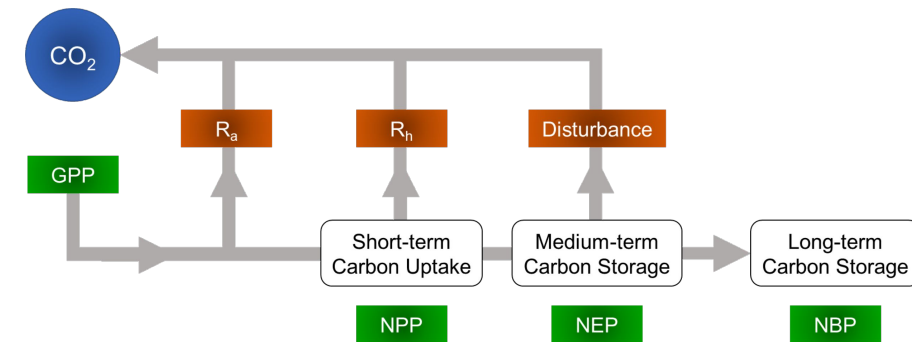 CO₂
Rₐ
Rₕ
Disturbance
GPP
Short-term
Carbon Uptake
Medium-term
Carbon Storage
Long-term
Carbon Storage
NPP
NEP
NBP